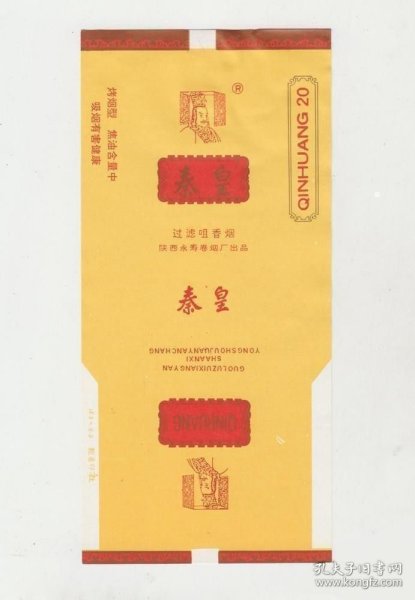 ®
秦皇
过滤咀香烟
陕西永寿卷烟厂出品
秦皇
GUOLUZUIXIANGYAN
SHAANXI
YONGSHOUJUANYANCHANG
QINHUANG
QINHUANG 20
烤烟型 焦油含量中
吸烟有害健康
孔夫子旧书网
www.kongfz.com